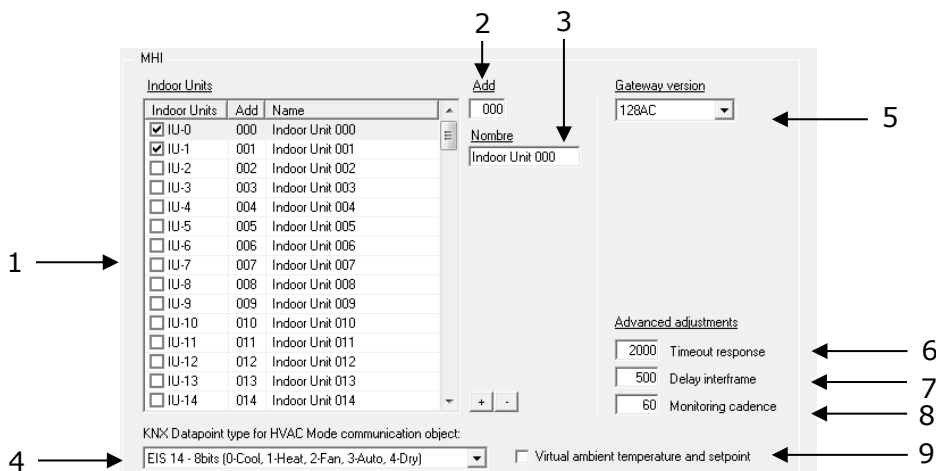 2
3
MHI
Indoor Units
Add
Gateway version
Indoor Units Add Name
000
128AC
5
IU-0 000 Indoor Unit 000
Nombre
IU-1 001 Indoor Unit 001
Indoor Unit 000
IU-2 002 Indoor Unit 002
IU-3 003 Indoor Unit 003
IU-4 004 Indoor Unit 004
IU-5 005 Indoor Unit 005
IU-6 006 Indoor Unit 006
1
IU-7 007 Indoor Unit 007
IU-8 008 Indoor Unit 008
IU-9 009 Indoor Unit 009
IU-10 010 Indoor Unit 010
Advanced adjustments
IU-11 011 Indoor Unit 011
2000 Timeout response
6
IU-12 012 Indoor Unit 012
500 Delay interframe
7
IU-13 013 Indoor Unit 013
60 Monitoring cadence
8
IU-14 014 Indoor Unit 014
+ -
KNX Datapoint type for HVAC Mode communication object:
4
EIS 14 - 8bits (0-Cool, 1-Heat, 2-Fan, 3-Auto, 4-Dry)
Virtual ambient temperature and setpoint
9